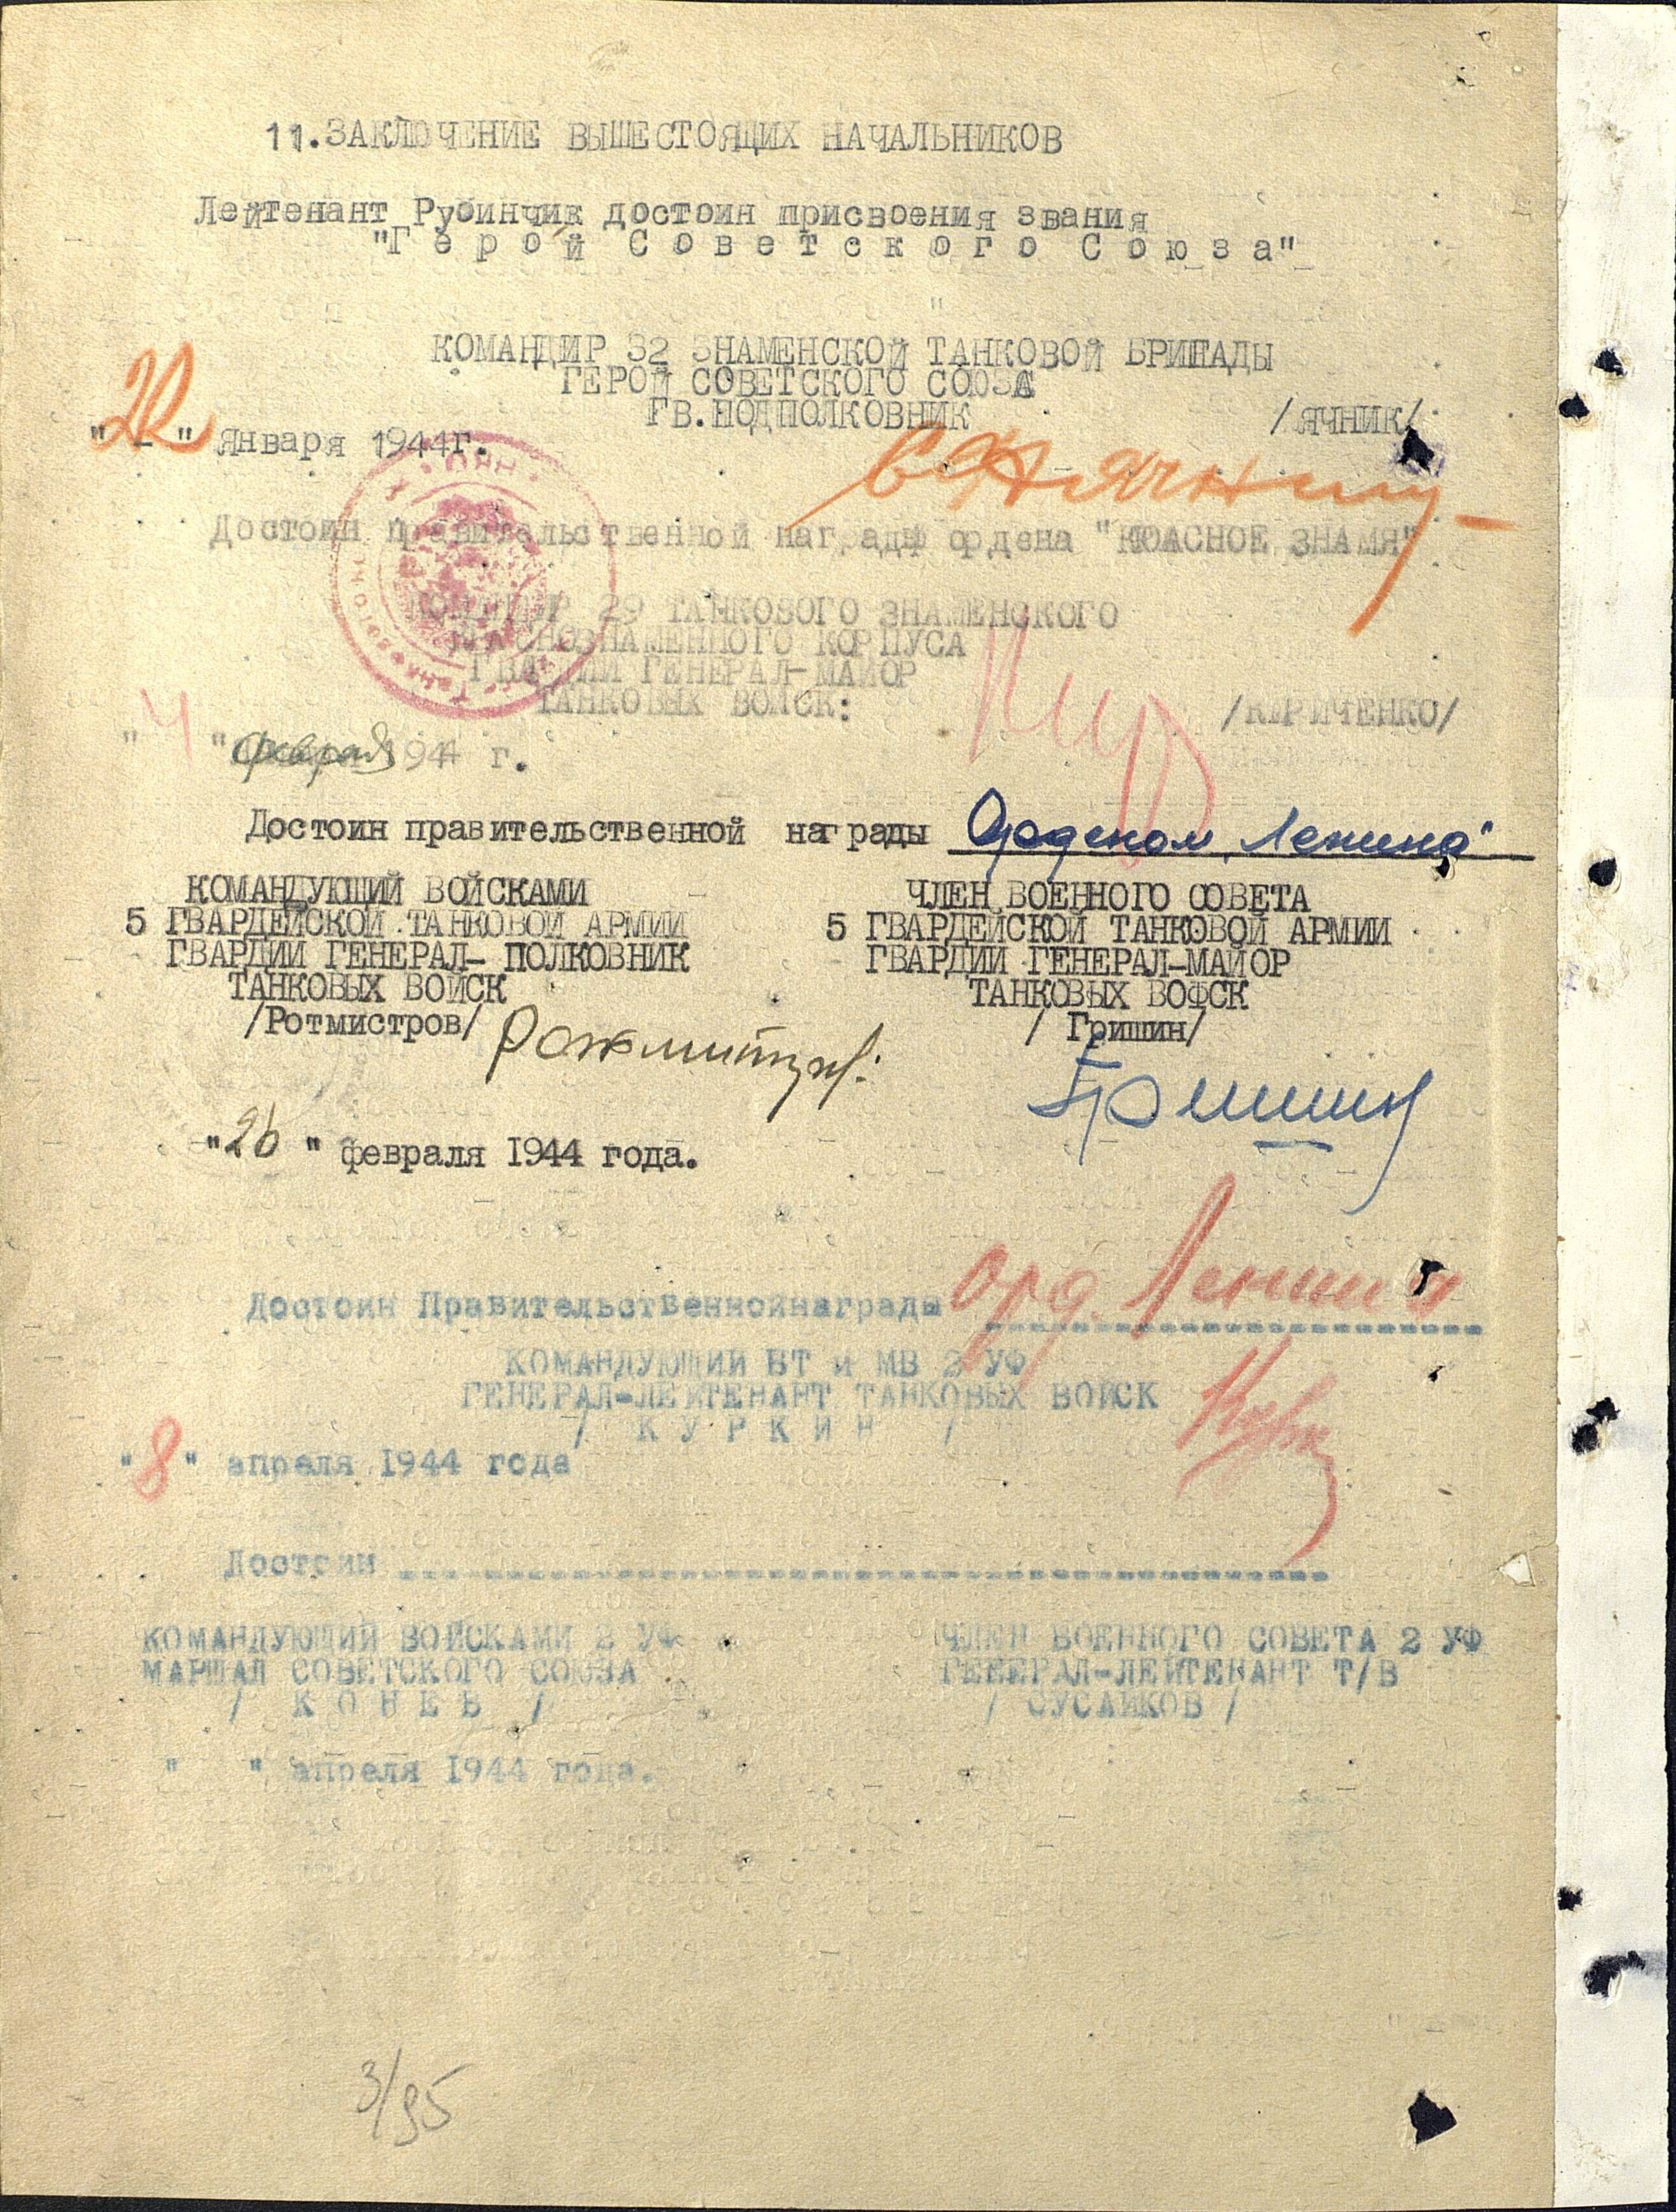 11.ЗАКЛЮЧЕНИЕ ВЫШЕСТОЯЩИХ НАЧАЛЬНИКОВ
Лейтенант Рубинчик достоин присвоения звания
"Г е р о й С о в е т с к о г о С о ю з а"
КОМАНДИР 32 ЗНАМЕНСКОЙ ТАНКОВОЙ БРИГАДЫ
ГЕРОЙ СОВЕТСКОГО СОЮЗА
ГВ.ПОДПОЛКОВНИК /ЯЧНИК/
"22" января 1944г.
Достоин правительственной награды ордена "КРАСНОЕ ЗНАМЯ"
КОМАНДИР 29 ТАНКОВОГО ЗНАМЕНСКОГО
КРАСНОЗНАМЕННОГО КОРПУСА
ГВАРДИИ ГЕНЕРАЛ-МАЙОР
ТАНКОВЫХ ВОЙСК: /КИРИЧЕНКО/
"4" февраля 1944 г.
Достоин правительственной награды Орденом „Ленина"
КОМАНДУЮЩИЙ ВОЙСКАМИ ЧЛЕН ВОЕННОГО СОВЕТА
5 ГВАРДЕЙСКОЙ ТАНКОВОЙ АРМИИ 5 ГВАРДЕЙСКОЙ ТАНКОВОЙ АРМИИ
ГВАРДИИ ГЕНЕРАЛ- ПОЛКОВНИК ГВАРДИИ ГЕНЕРАЛ-МАЙОР
ТАНКОВЫХ ВОЙСК ТАНКОВЫХ ВОФСК
/Ротмистров/ / Гришин/
"26 " февраля 1944 года.
Достоин Правительственнойнаграды орд. Ленина
КОМАНДУЮЩИЙ БТ и МВ 2 УФ
ГЕНЕРАЛ-ЛЕЙТЕНАНТ ТАНКОВЫХ ВОЙСК
/ К У Р К И Н /
"8" апреля 1944 года
Достоин
КОМАНДУЮЩИЙ ВОЙСКАМИ 2 УФ ЧЛЕН ВОЕННОГО СОВЕТА 2 УФ
МАРШАЛ СОВЕТСКОГО СОЮЗА ГЕНЕРАЛ-ЛЕЙТЕНАНТ Т/В
/ К О Н Е В / / СУСАЙКОВ /
" " апреля 1944 года.
3/95